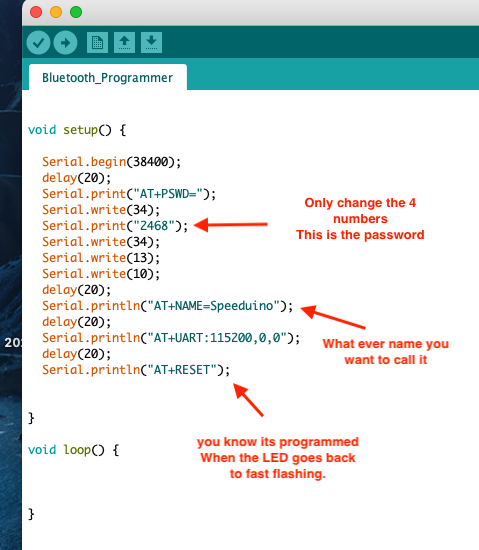 Bluetooth_Programmer
void setup() {
Serial.begin(38400);
delay(20);
Serial.print("AT+PSWD=");
Serial.write(34);
Serial.print("2468");
Serial.write(34);
Serial.write(13);
Serial.write(10);
delay(20);
Serial.println("AT+NAME=Speeduino");
delay(20);
Serial.println("AT+UART:115200,0,0");
delay(20);
Serial.println("AT+RESET");
}
void loop() {
}
Only change the 4
numbers
This is the password
What ever name you
want to call it
you know its programmed
When the LED goes back
to fast flashing.